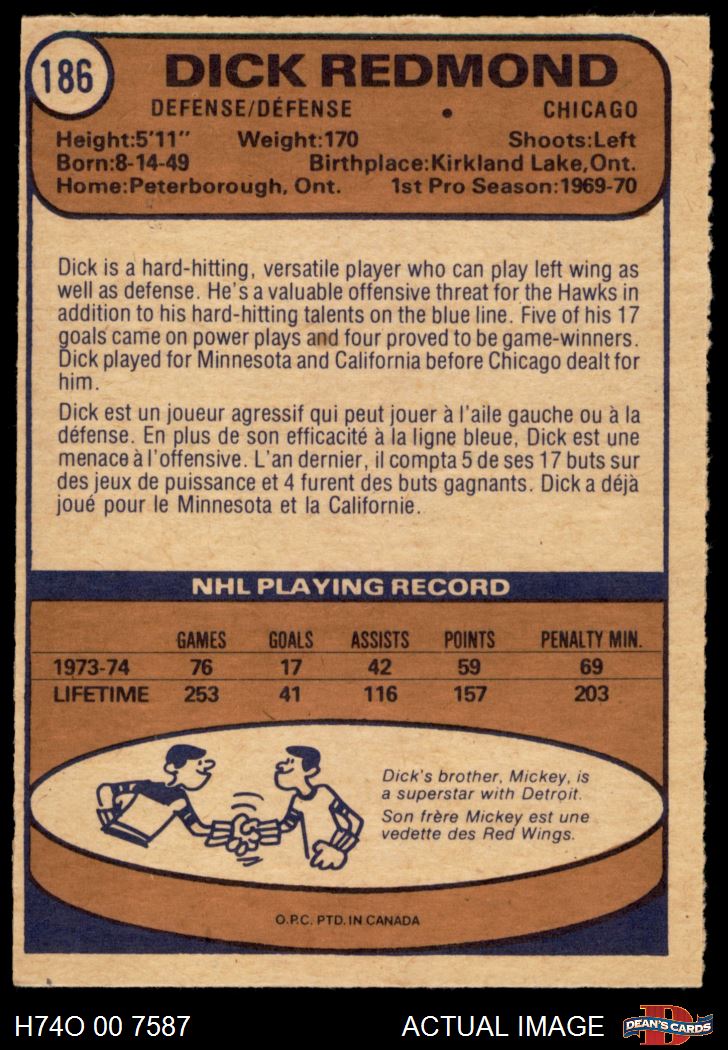 186
DICK REDMOND
DEFENSE/DÉFENSE • CHICAGO
Height:5'11" Weight:170 Shoots:Left
Born:8-14-49 Birthplace:Kirkland Lake,Ont.
Home:Peterborough, Ont. 1st Pro Season:1969-70
Dick is a hard-hitting, versatile player who can play left wing as
well as defense. He's a valuable offensive threat for the Hawks in
addition to his hard-hitting talents on the blue line. Five of his 17
goals came on power plays and four proved to be game-winners.
Dick played for Minnesota and California before Chicago dealt for
him.
Dick est un joueur agressif qui peut jouer à l'aile gauche ou à la
défense. En plus de son efficacité à la ligne bleue, Dick est une
menace à l'offensive. L'an dernier, il compta 5 de ses 17 buts sur
des jeux de puissance et 4 furent des buts gagnants. Dick a déjà
joué pour le Minnesota et la Californie.
NHL PLAYING RECORD
GAMES GOALS ASSISTS POINTS PENALTY MIN.
1973-74 76 17 42 59 69
LIFETIME 253 41 116 157 203
Dick's brother, Mickey, is
a superstar with Detroit.
Son frère Mickey est une
vedette des Red Wings.
O.P.C. PTD. IN CANADA
H74O 00 7587 ACTUAL IMAGE
D
DEAN'S CARDS